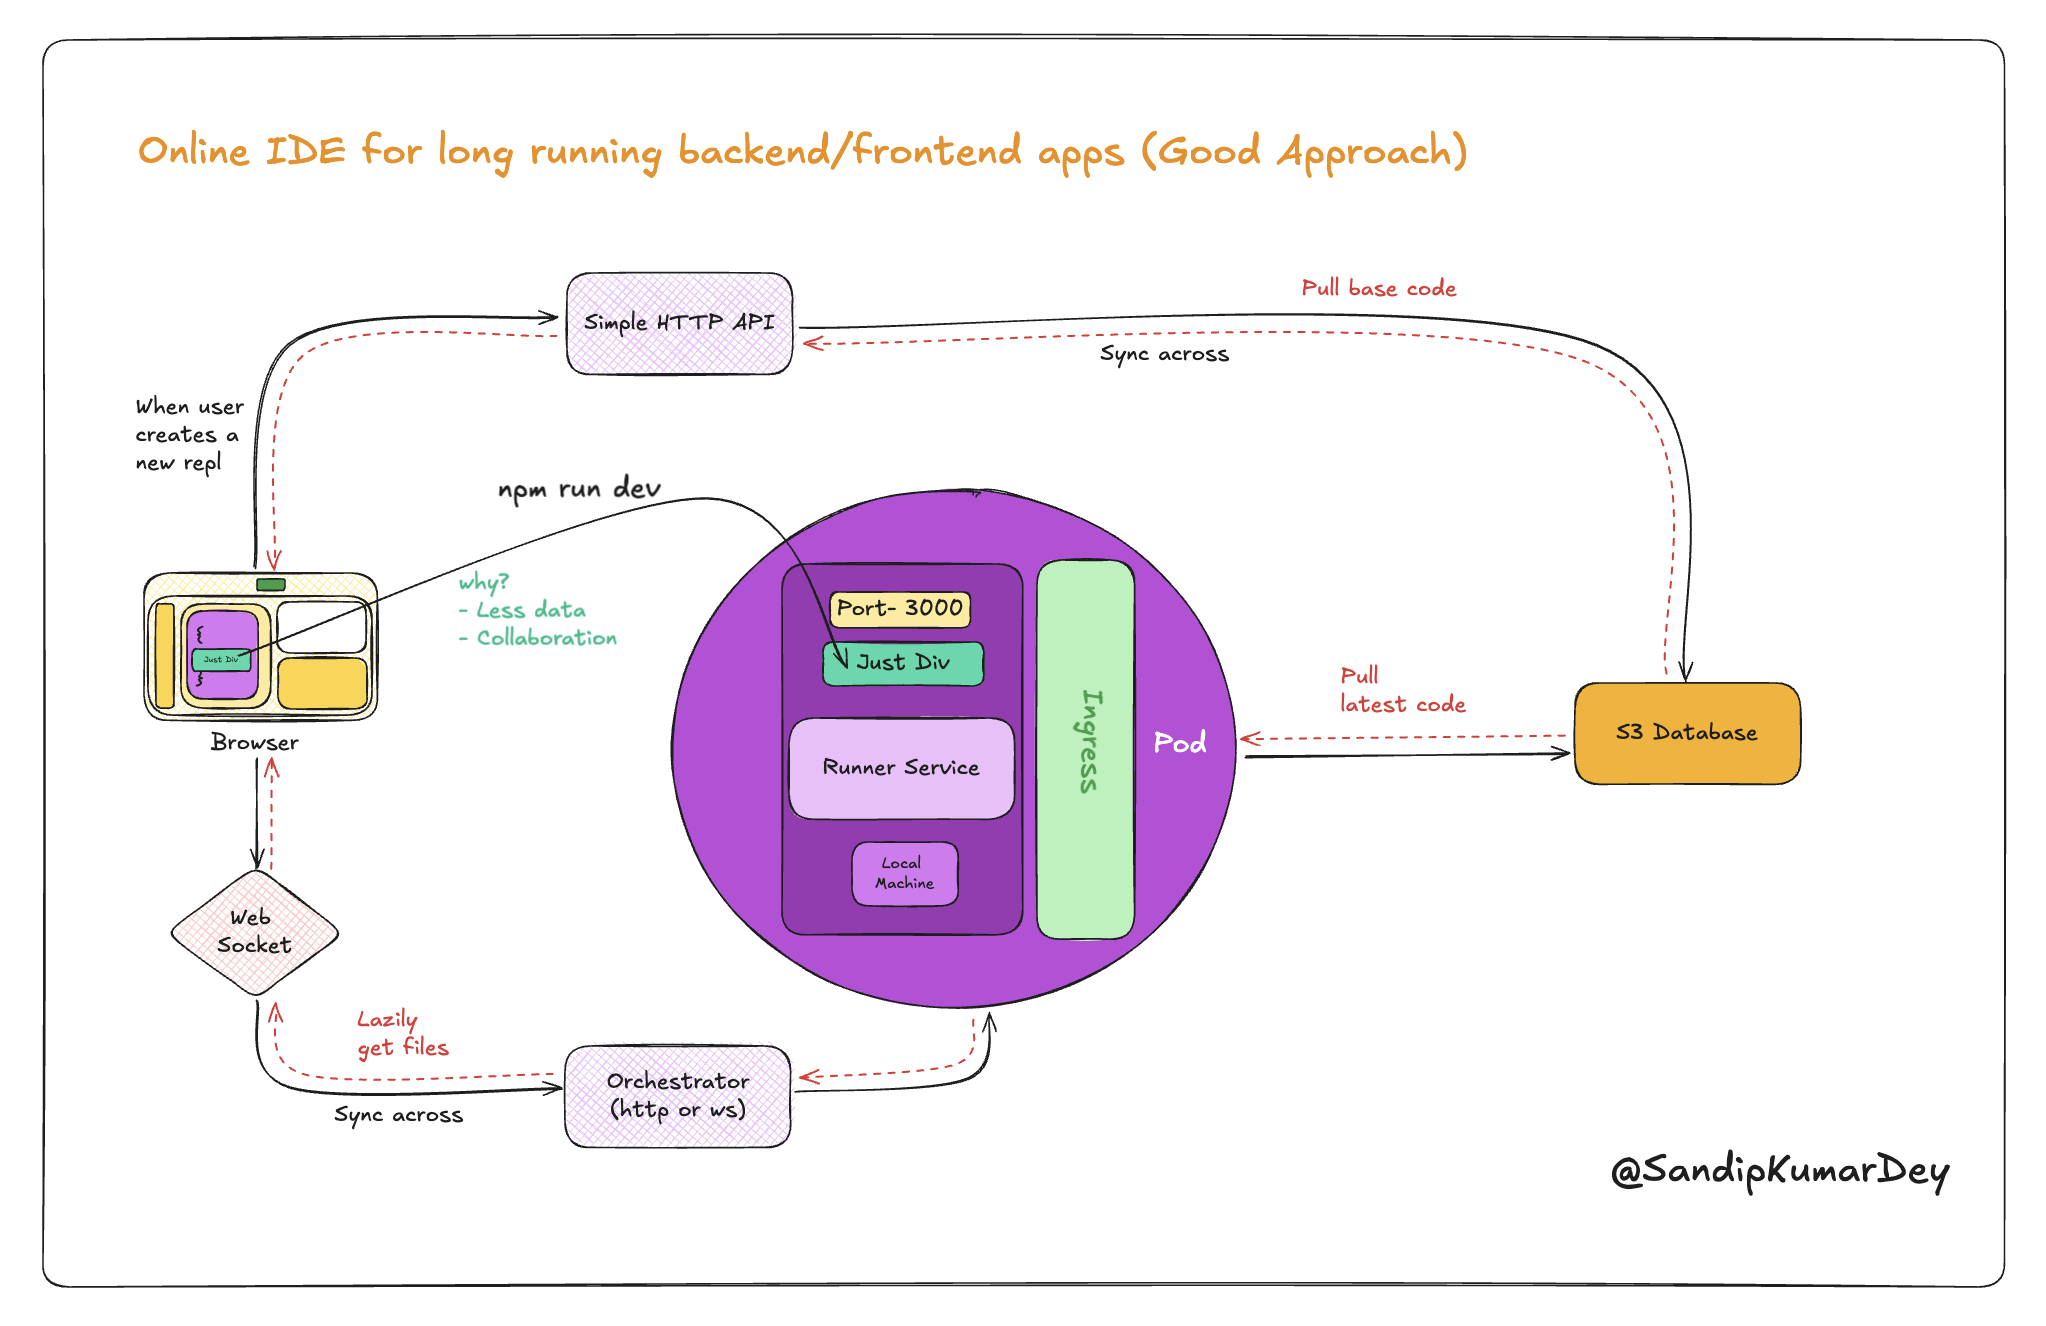 Online IDE for long running backend/frontend apps (Good Approach)
Simple HTTP API
Pull base code
Sync across
When user
creates a
new repl
npm run dev
why?
- Less data
- Collaboration
{
Just Div
}
Browser
Port- 3000
Just Div
Runner Service
Local
Machine
Ingress
Pod
Pull
latest code
S3 Database
Web
Socket
Lazily
get files
Sync across
Orchestrator
(http or ws)
@SandipKumarDey